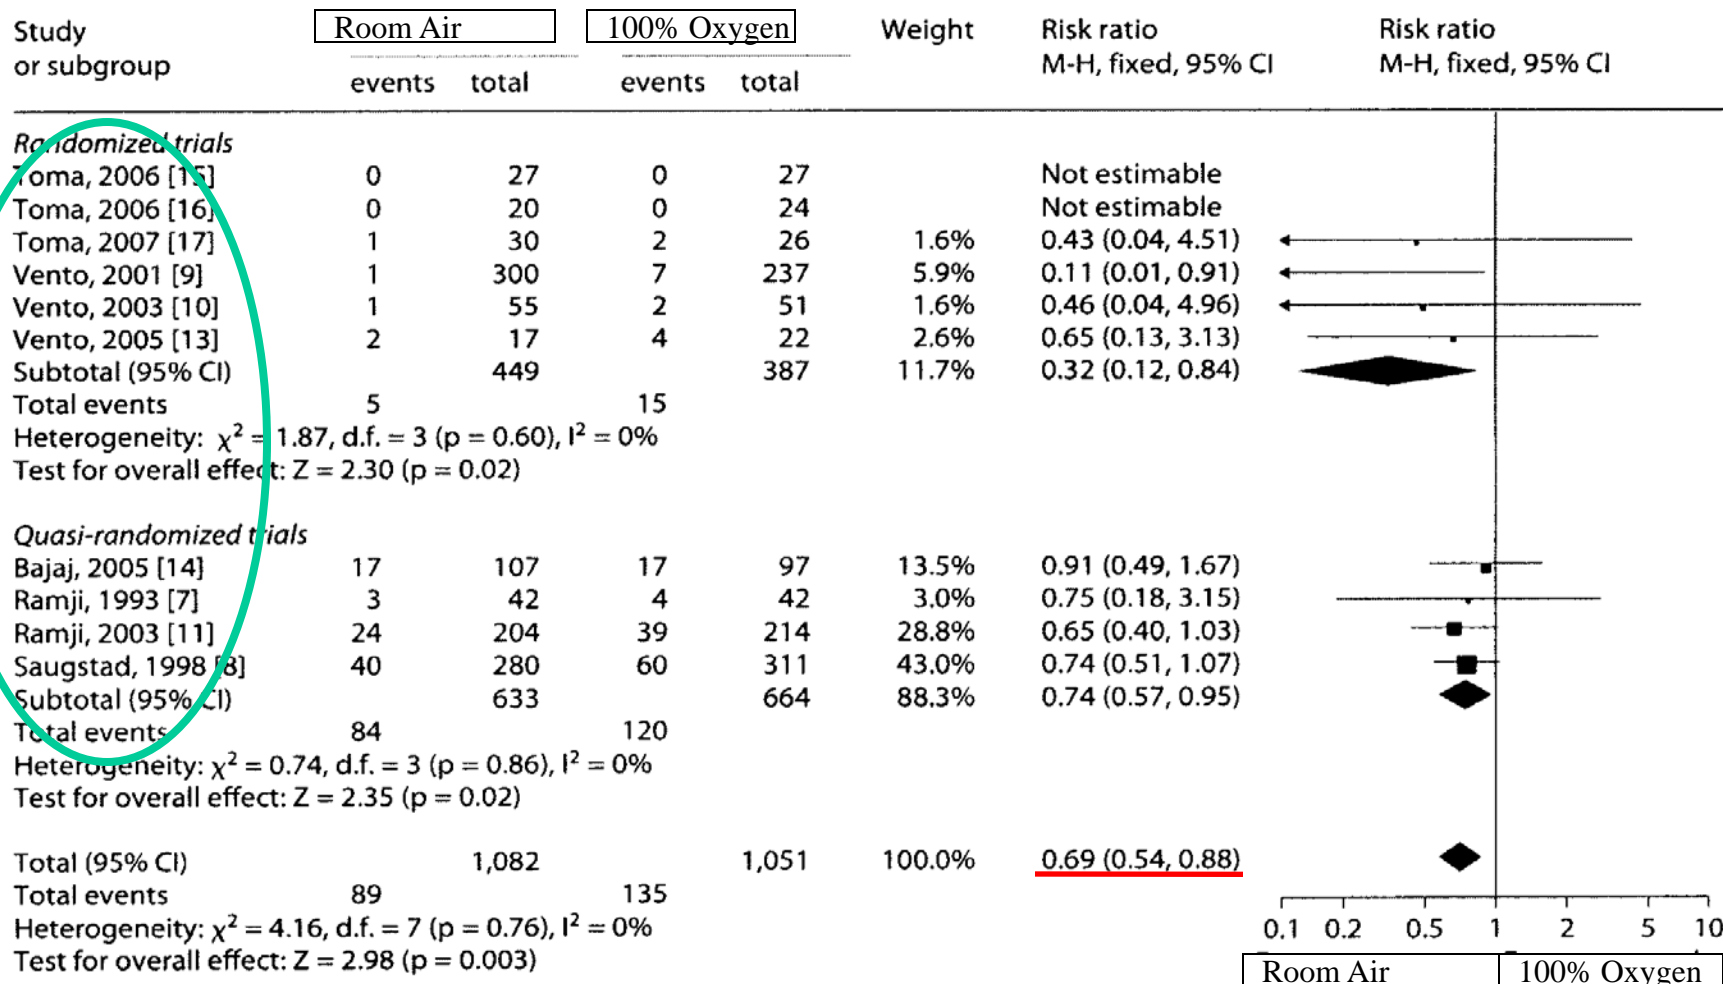 Study Room Air 100% Oxygen Weight Risk ratio Risk ratio
or subgroup events total events total M-H, fixed, 95% CI M-H, fixed, 95% CI
Randomized trials
Toma, 2006 [15] 0 27 0 27 Not estimable
Toma, 2006 [16] 0 20 0 24 Not estimable
Toma, 2007 [17] 1 30 2 26 1.6% 0.43 (0.04, 4.51)
Vento, 2001 [9] 1 300 7 237 5.9% 0.11 (0.01, 0.91)
Vento, 2003 [10] 1 55 2 51 1.6% 0.46 (0.04, 4.96)
Vento, 2005 [13] 2 17 4 22 2.6% 0.65 (0.13, 3.13)
Subtotal (95% CI) 449 387 11.7% 0.32 (0.12, 0.84)
Total events 5 15
Heterogeneity: χ² = 1.87, d.f. = 3 (p = 0.60), I² = 0%
Test for overall effect: Z = 2.30 (p = 0.02)
Quasi-randomized trials
Bajaj, 2005 [14] 17 107 17 97 13.5% 0.91 (0.49, 1.67)
Ramji, 1993 [7] 3 42 4 42 3.0% 0.75 (0.18, 3.15)
Ramji, 2003 [11] 24 204 39 214 28.8% 0.65 (0.40, 1.03)
Saugstad, 1998 [8] 40 280 60 311 43.0% 0.74 (0.51, 1.07)
Subtotal (95% CI) 633 664 88.3% 0.74 (0.57, 0.95)
Total events 84 120
Heterogeneity: χ² = 0.74, d.f. = 3 (p = 0.86), I² = 0%
Test for overall effect: Z = 2.35 (p = 0.02)
Total (95% CI) 1,082 1,051 100.0% 0.69 (0.54, 0.88)
Total events 89 135
Heterogeneity: χ² = 4.16, d.f. = 7 (p = 0.76), I² = 0%
Test for overall effect: Z = 2.98 (p = 0.003)
0.1 0.2 0.5 1 2 5 10
Room Air 100% Oxygen